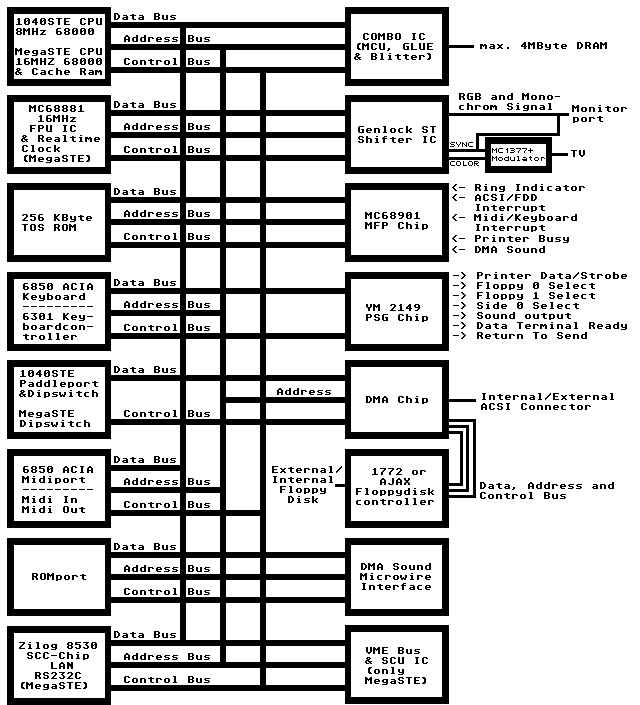 1040STE CPU
8MHz 68000
MegaSTE CPU
16MHZ 68000
& Cache Ram
Data Bus
Address Bus
Control Bus
COMBO IC
(MCU, GLUE
& Blitter)
max. 4MByte DRAM
MC68881
16MHz
FPU IC
& Realtime
Clock
(MegaSTE)
Data Bus
Address Bus
Control Bus
Genlock ST
Shifter IC
RGB and Mono-
chrom Signal
Monitor
port
SYNC
COLOR
MC1377+
Modulator
TV
256 KByte
TOS ROM
Data Bus
Address Bus
Control Bus
MC68901
MFP Chip
<- Ring Indicator
<- ACSI/FDD
Interrupt
<- Midi/Keyboard
Interrupt
<- Printer Busy
<- DMA Sound
6850 ACIA
Keyboard
---------
6301 Key-
boardcon-
troller
Data Bus
Address Bus
Control Bus
YM 2149
PSG Chip
-> Printer Data/Strobe
-> Floppy 0 Select
-> Floppy 1 Select
-> Side 0 Select
-> Sound output
-> Data Terminal Ready
-> Return To Send
1040STE
Paddleport
&Dipswitch
MegaSTE
Dipswitch
Data Bus
Control Bus
Address
DMA Chip
Internal/External
ACSI Connector
6850 ACIA
Midiport
---------
Midi In
Midi Out
Data Bus
Address Bus
Control Bus
External/
Internal
Floppy
Disk
1772 or
AJAX
Floppydisk
controller
Data, Address and
Control Bus
ROMport
Data Bus
Address Bus
Control Bus
DMA Sound
Microwire
Interface
Zilog 8530
SCC-Chip
LAN
RS232C
(MegaSTE)
Data Bus
Address Bus
Control Bus
VME Bus
& SCU IC
(only
MegaSTE)